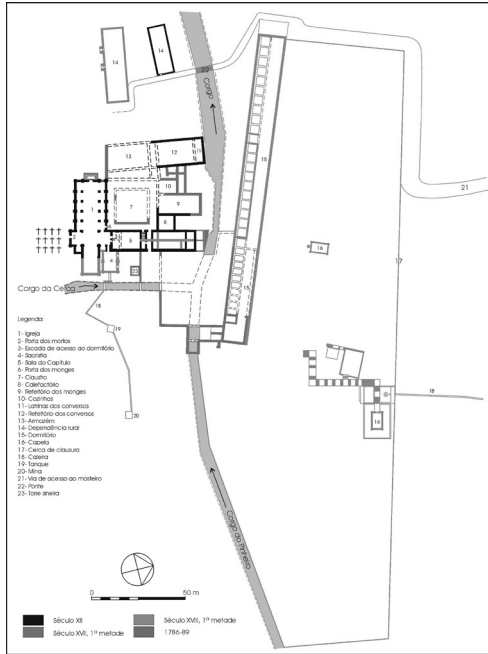 14
14
22
Corgo
13
12
11
15
10
1
7
9
8
21
5
4
23
16
17
15
Corgo da Cerca
18
19
18
16
20
Corgo do Pinheiro
Legenda:
1- Igreja
2- Porta dos mortos
3- Escada de acesso ao dormitório
4- Sacristia
5- Sala do Capítulo
6- Porta dos monges
7- Claustro
8- Calefactório
9- Refeitório dos monges
10- Cozinhas
11- Latrinas dos conversos
12- Refeitório dos conversos
13- Armazém
14- Dependência rural
15- Dormitório
16- Capela
17- Cerca de clausura
18- Caleira
19- Tanque
20- Mina
21- Via de acesso ao mosteiro
22- Ponte
23- Torre sineira
0
50 m
Século XII
Século XVII, 1ª metade
Século XVIII, 1ª metade
1786-89